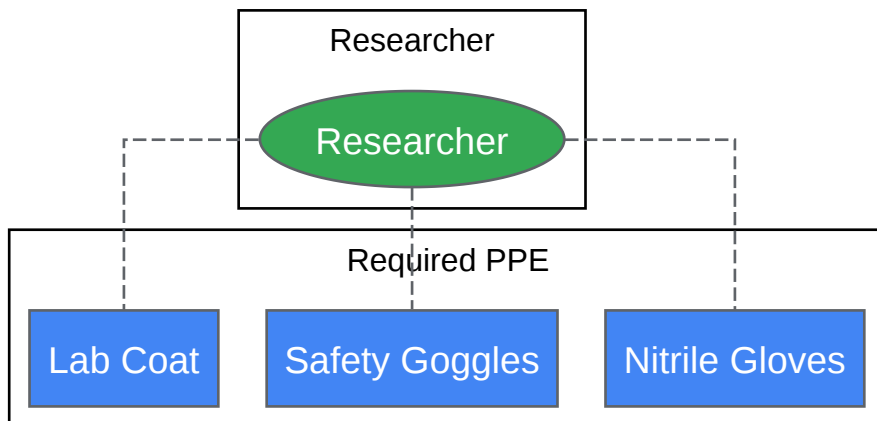 Researcher
Researcher
Required PPE
Lab Coat
Safety Goggles
Nitrile Gloves